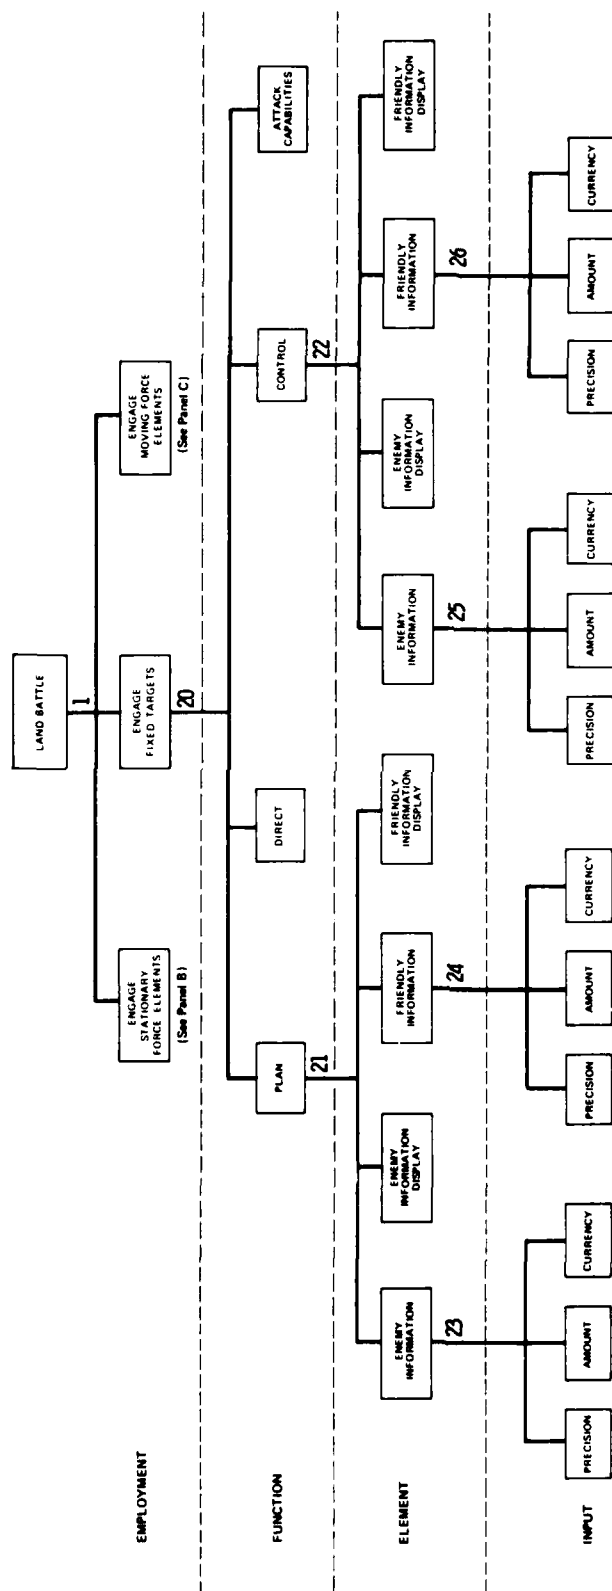 LAND BATTLE
1
EMPLOYMENT
ENGAGE
STATIONARY
FORCE ELEMENTS
(See Panel B)
ENGAGE
FIXED TARGETS
20
ENGAGE
MOVING FORCE
ELEMENTS
(See Panel C)
FUNCTION
PLAN
21
DIRECT
CONTROL
22
ATTACK
CAPABILITIES
ELEMENT
ENEMY
INFORMATION
23
ENEMY
INFORMATION
DISPLAY
FRIENDLY
INFORMATION
24
FRIENDLY
INFORMATION
DISPLAY
ENEMY
INFORMATION
25
ENEMY
INFORMATION
DISPLAY
FRIENDLY
INFORMATION
26
FRIENDLY
INFORMATION
DISPLAY
INPUT
PRECISION
AMOUNT
CURRENCY
PRECISION
AMOUNT
CURRENCY
PRECISION
AMOUNT
CURRENCY
PRECISION
AMOUNT
CURRENCY